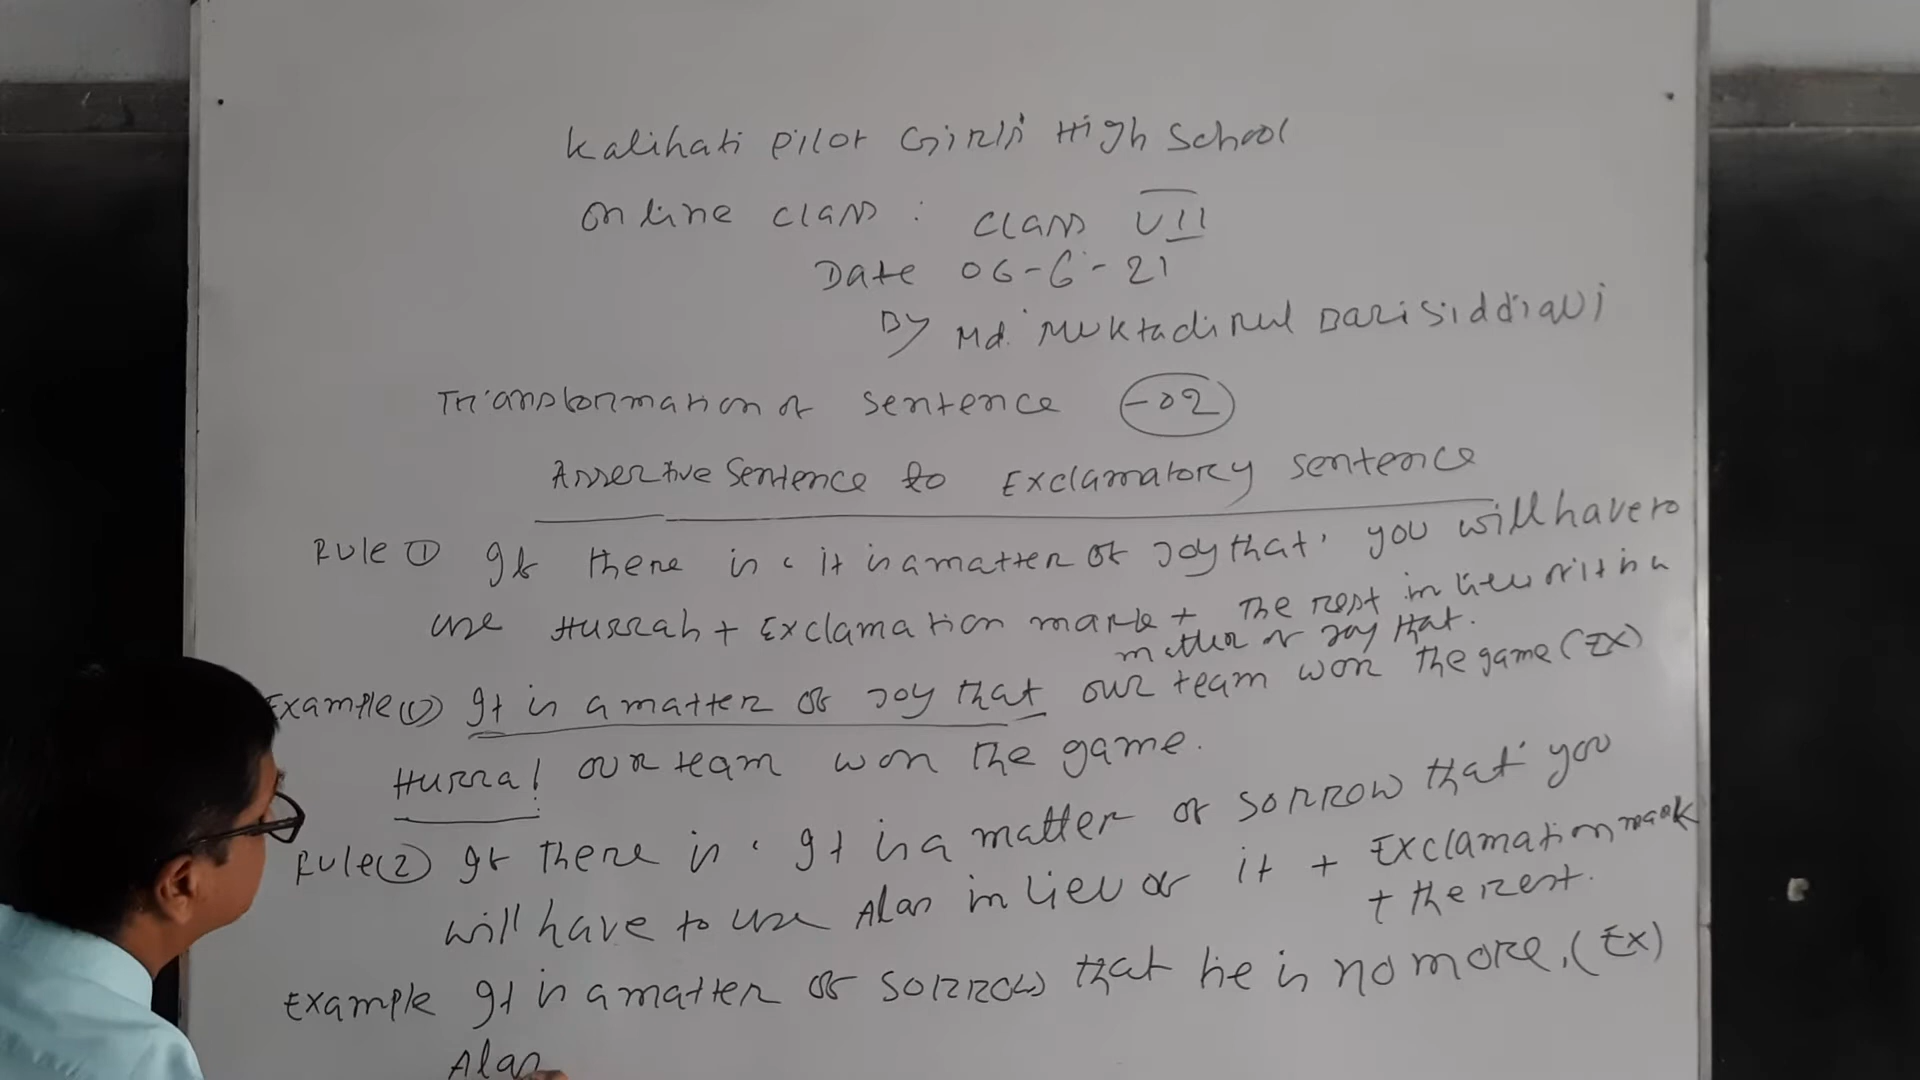 Kalihati Pilot Girls' High School
Online class : Class VII
Date 06-6-21
By Md. Muktadirul Bari Siddiqui
Transformation of sentence -02
Assertive Sentence to Exclamatory sentence
Rule ① If there is ' it is a matter of joy that' you will have to
use Hurrah + Exclamation mark + The rest in lieu of it is a
matter of joy that.
Example (1) It is a matter of joy that our team won the game (Ex)
Hurra! our team won the game.
Rule (2) If there is ' It is a matter of sorrow that' you
will have to use Alas in lieu of it + Exclamation mark
+ the rest.
Example It is a matter of sorrow that he is no more. (Ex)
Alas